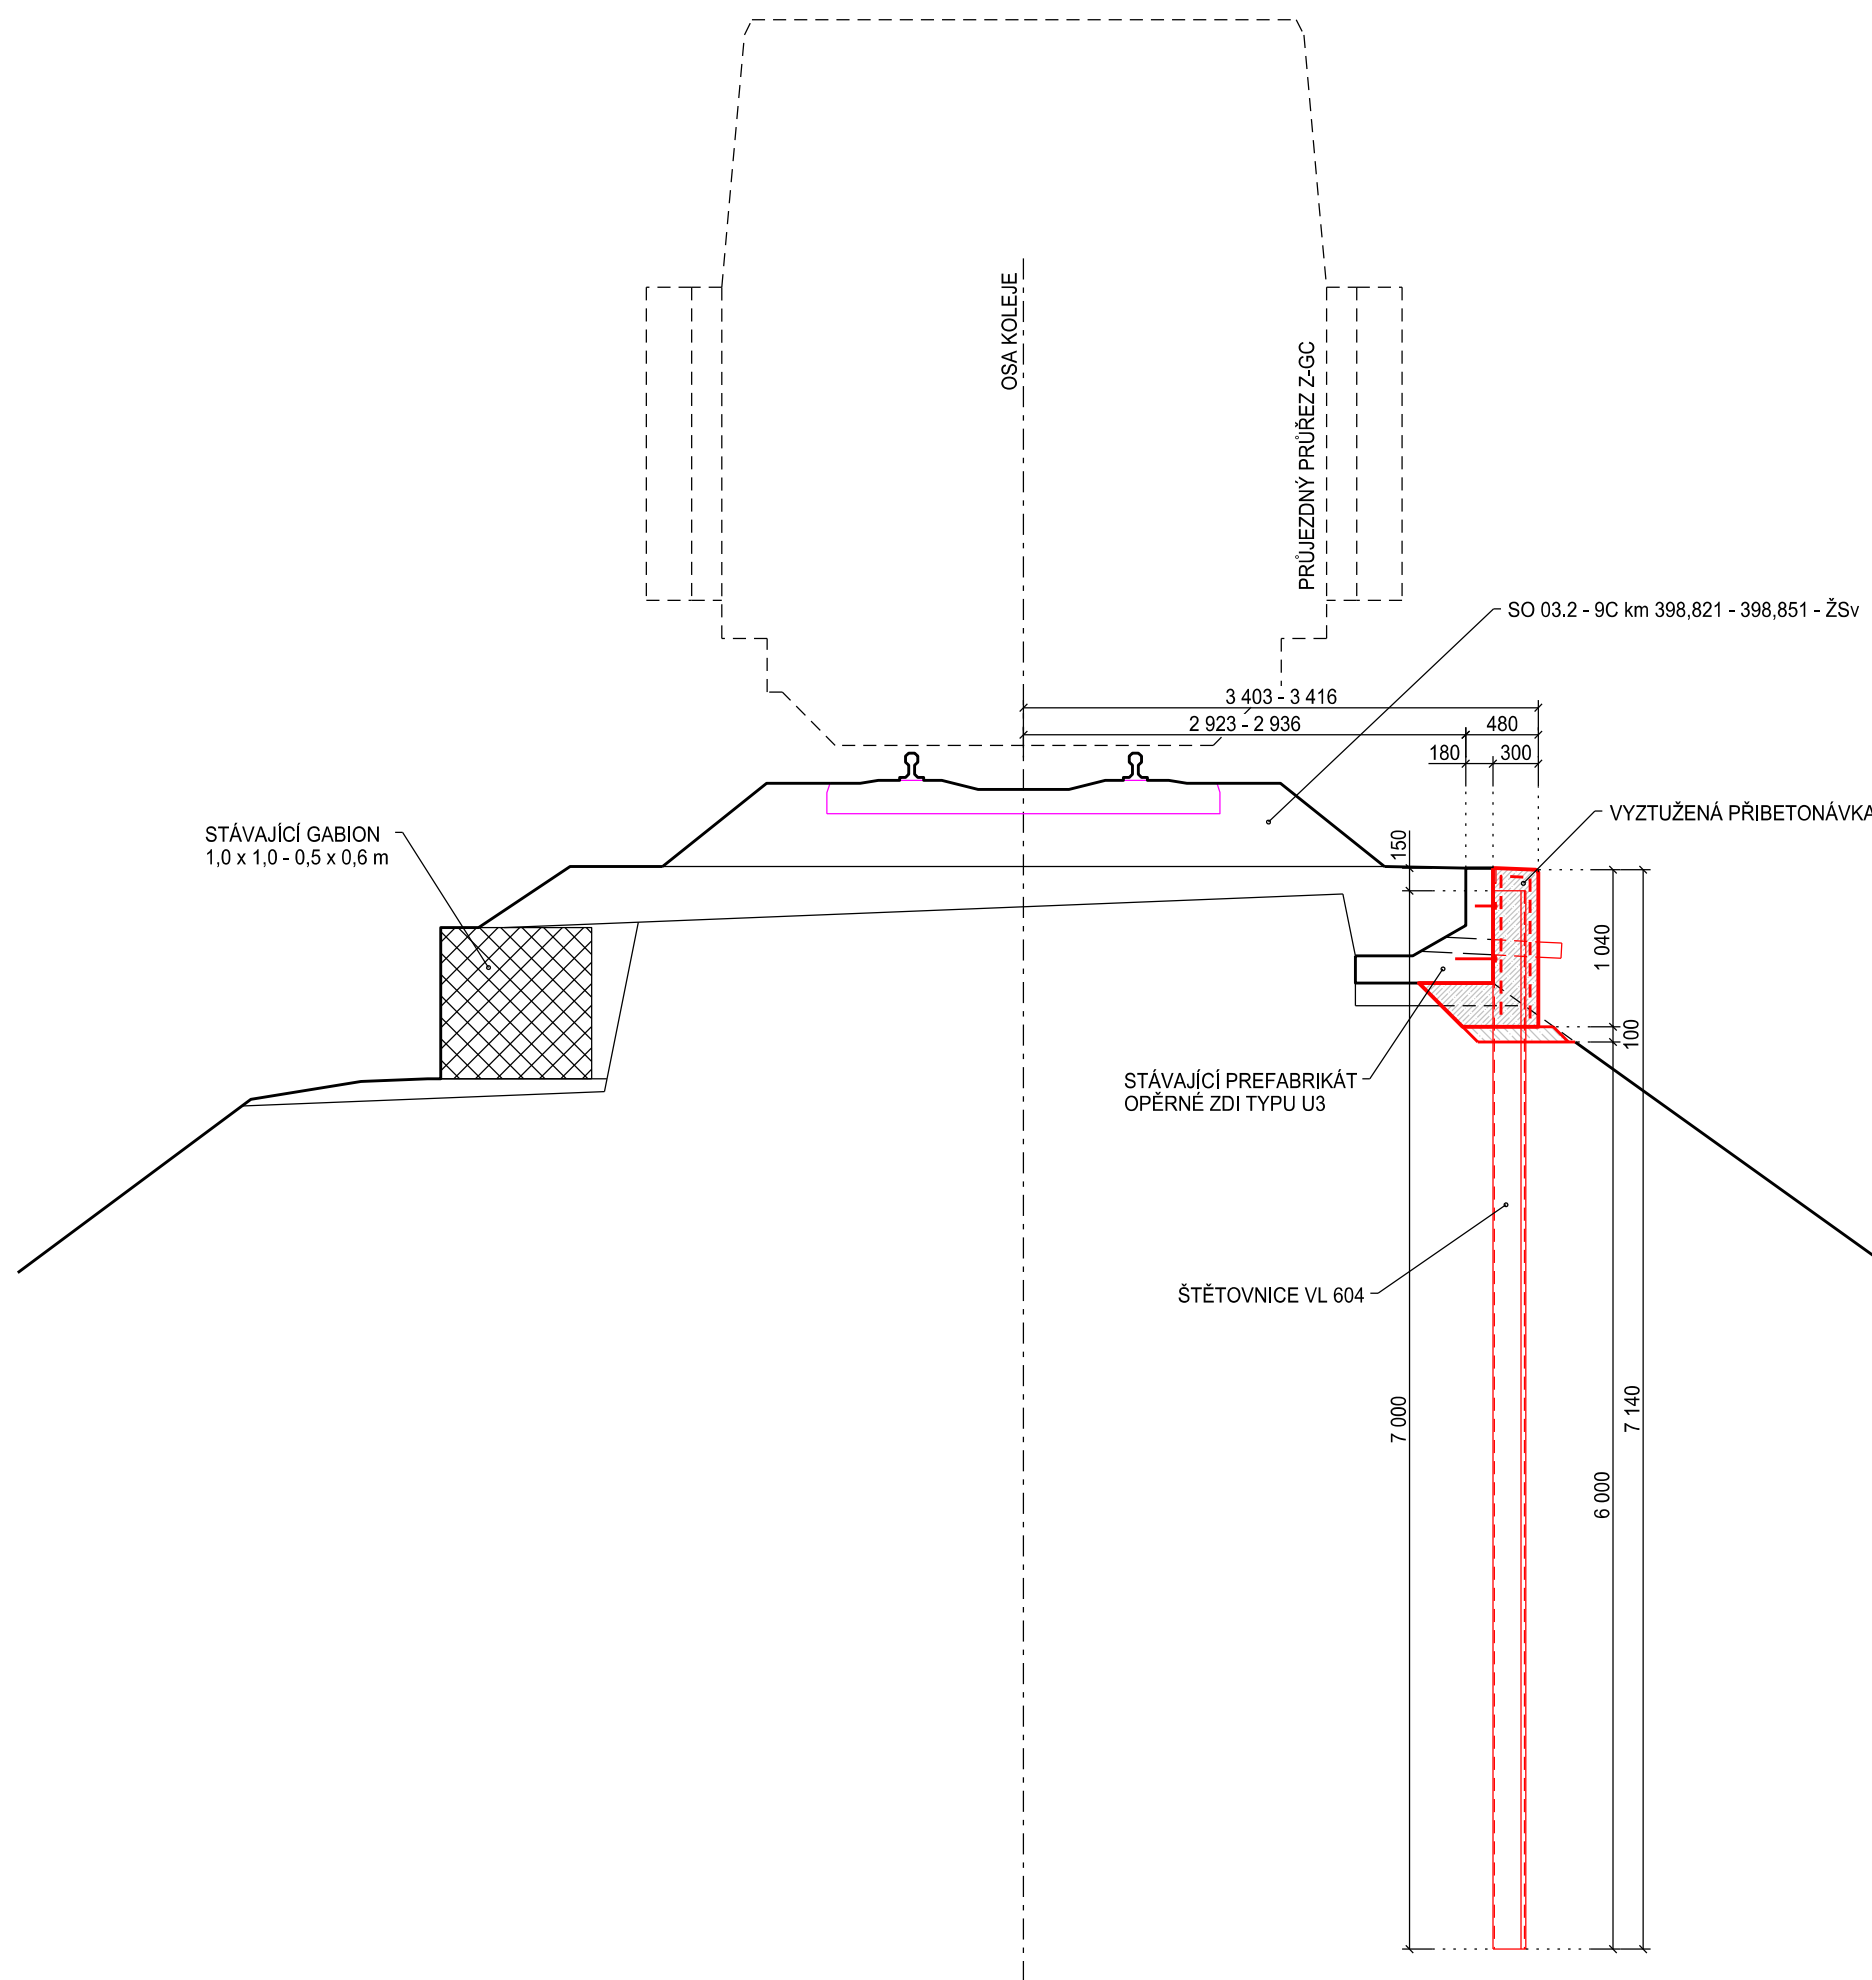 OSA KOLEJE
PRŮJEZDNÝ PRŮŘEZ Z-GC
SO 03.2 - 9C km 398,821 - 398,851 - ŽSv
3 403 - 3 416
2 923 - 2 936
480
180
300
VYZTUŽENÁ PŘIBETONÁVKA
STÁVAJÍCÍ GABION
1,0 x 1,0 - 0,5 x 0,6 m
150
1 040
100
STÁVAJÍCÍ PREFABRIKÁT
OPĚRNÉ ZDI TYPU U3
ŠTĚTOVNICE VL 604
7 000
7 140
6 000